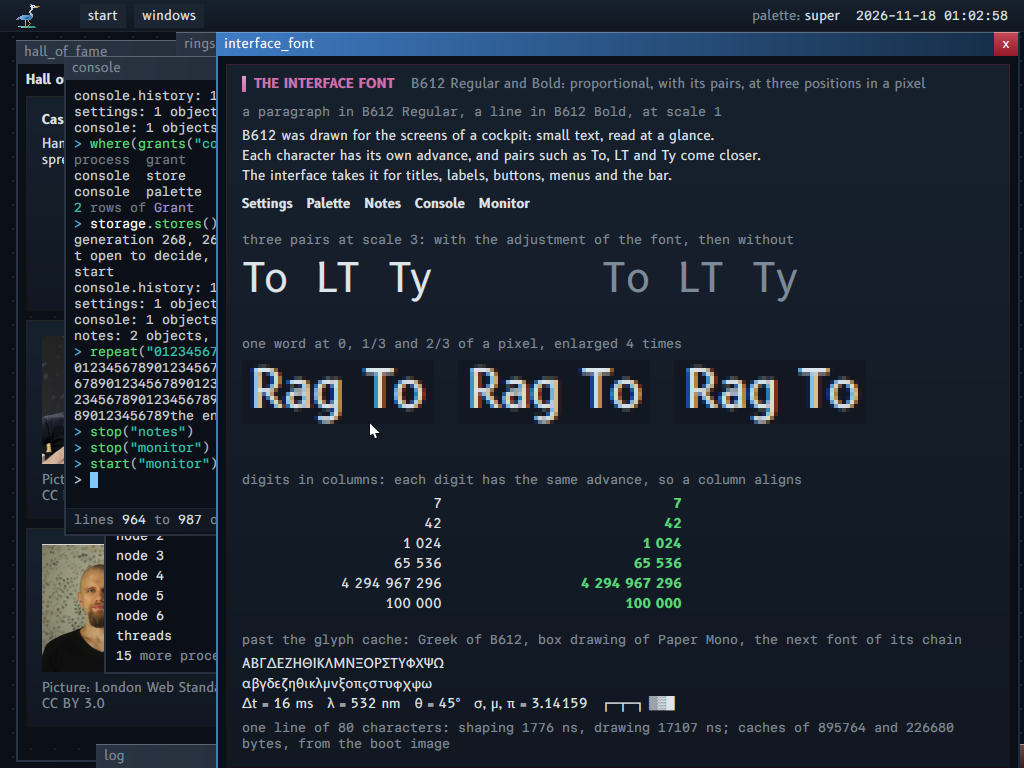 start windows palette: super 2026-11-18 01:02:58
hall_of_fame
rings
console
interface_font
x
Hall o
Cas
Han
spre
console.history: 1
settings: 1 object
console: 1 objects
> where(grants("co
process grant
console store
console palette
2 rows of Grant
> storage.stores()
generation 268, 26
t open to decide,
start
console.history: 1
settings: 1 object
console: 1 objects
notes: 2 objects,
> repeat("01234567
012345678901234567
678901234567890123
234567890123456789
890123456789the en
> stop("notes")
> stop("monitor")
> start("monitor")
>
lines 964 to 987 o
Pict
CC
node 2
node 3
node 4
node 5
node 6
threads
15 more proce
Picture: London Web Standa
CC BY 3.0
log
THE INTERFACE FONT B612 Regular and Bold: proportional, with its pairs, at three positions in a pixel
a paragraph in B612 Regular, a line in B612 Bold, at scale 1
B612 was drawn for the screens of a cockpit: small text, read at a glance.
Each character has its own advance, and pairs such as To, LT and Ty come closer.
The interface takes it for titles, labels, buttons, menus and the bar.
Settings Palette Notes Console Monitor
three pairs at scale 3: with the adjustment of the font, then without
To LT Ty To LT Ty
one word at 0, 1/3 and 2/3 of a pixel, enlarged 4 times
Rag To Rag To Rag To
digits in columns: each digit has the same advance, so a column aligns
7 7
42 42
1 024 1 024
65 536 65 536
4 294 967 296 4 294 967 296
100 000 100 000
past the glyph cache: Greek of B612, box drawing of Paper Mono, the next font of its chain
ΑΒΓΔΕΖΗΘΙΚΛΜΝΞΟΡΣΤΥΦΧΨΩ
αβγδεζηθικλμνξοπςστυφχψω
Δt = 16 ms λ = 532 nm θ = 45° σ, μ, π = 3.14159 ┌─┬─┐ ▒▓█
one line of 80 characters: shaping 1776 ns, drawing 17107 ns; caches of 895764 and 226680
bytes, from the boot image